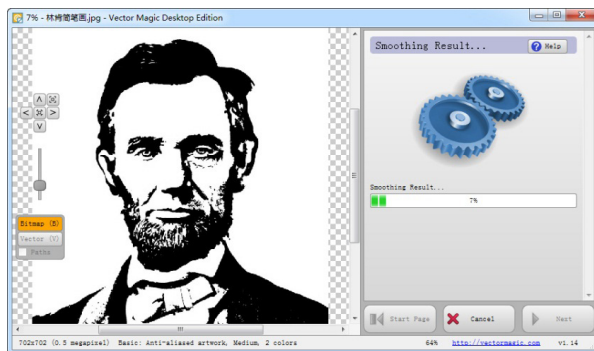 7% - 林肯简笔画.jpg - Vector Magic Desktop Edition
Smoothing Result...
Help
Bitmap (B)
Vector (V)
Paths
Smoothing Result...
7%
Start Page
Cancel
Next
702x702 (0.5 megapixel) Basic: Anti-aliased artwork, Medium, 2 colors
64%
http://vectormagic.com
v1.14